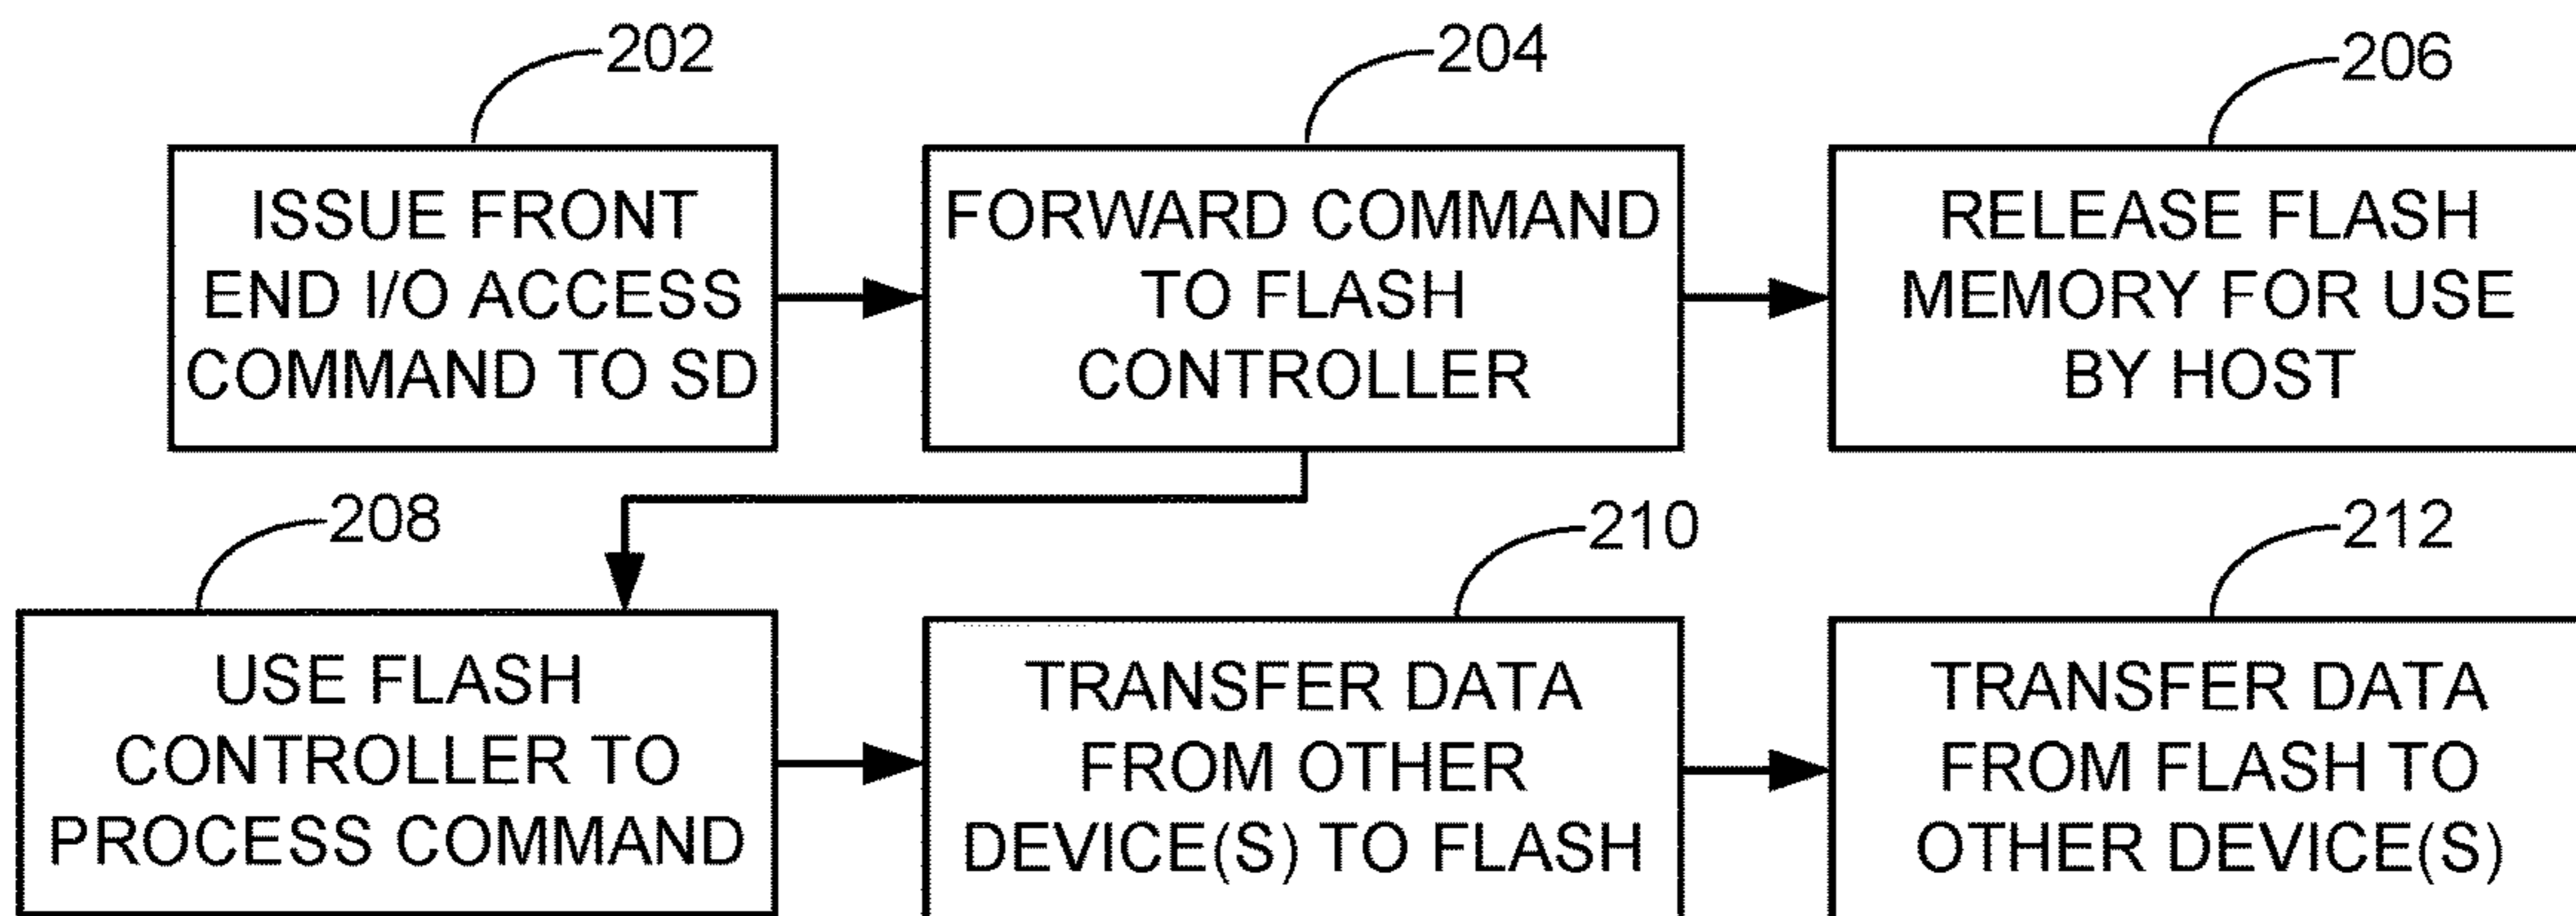 202
ISSUE FRONT
END I/O ACCESS
COMMAND TO SD
204
FORWARD COMMAND
TO FLASH
CONTROLLER
206
RELEASE FLASH
MEMORY FOR USE
BY HOST
208
USE FLASH
CONTROLLER TO
PROCESS COMMAND
210
TRANSFER DATA
FROM OTHER
DEVICE(S) TO FLASH
212
TRANSFER DATA
FROM FLASH TO
OTHER DEVICE(S)